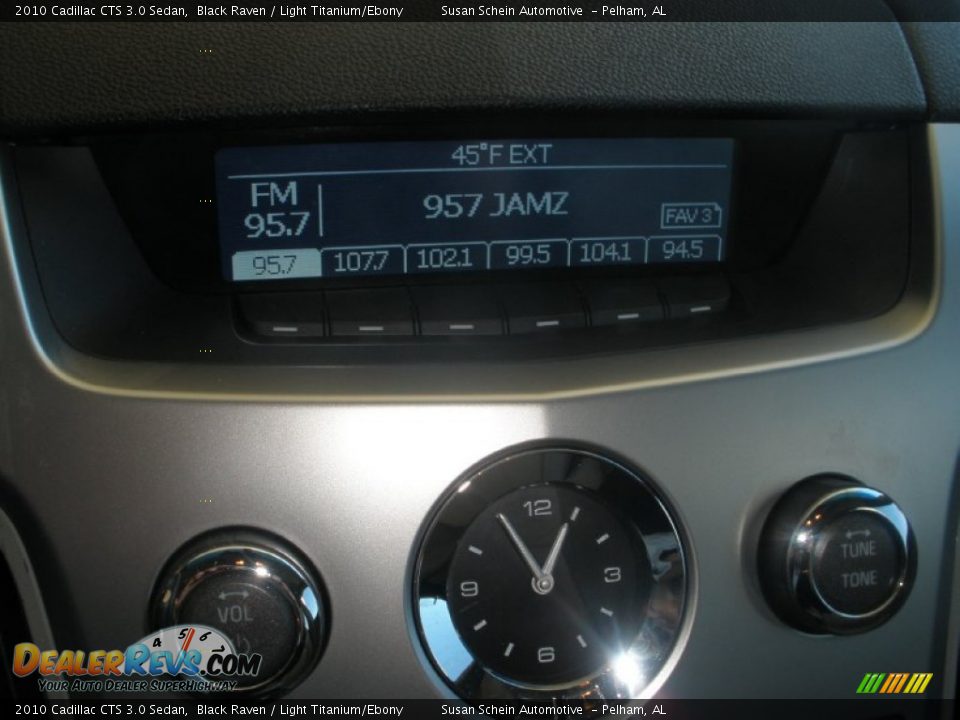 2010 Cadillac CTS 3.0 Sedan, Black Raven / Light Titanium/Ebony Susan Schein Automotive - Pelham, AL
45°F EXT
FM
95.7
957 JAMZ
FAV 3
95.7 107.7 102.1 99.5 104.1 94.5
12
3
6
9
TUNE
TONE
VOL
4 5 6
DealerRevs.com
Your Auto Dealer SuperHighway
2010 Cadillac CTS 3.0 Sedan, Black Raven / Light Titanium/Ebony Susan Schein Automotive - Pelham, AL